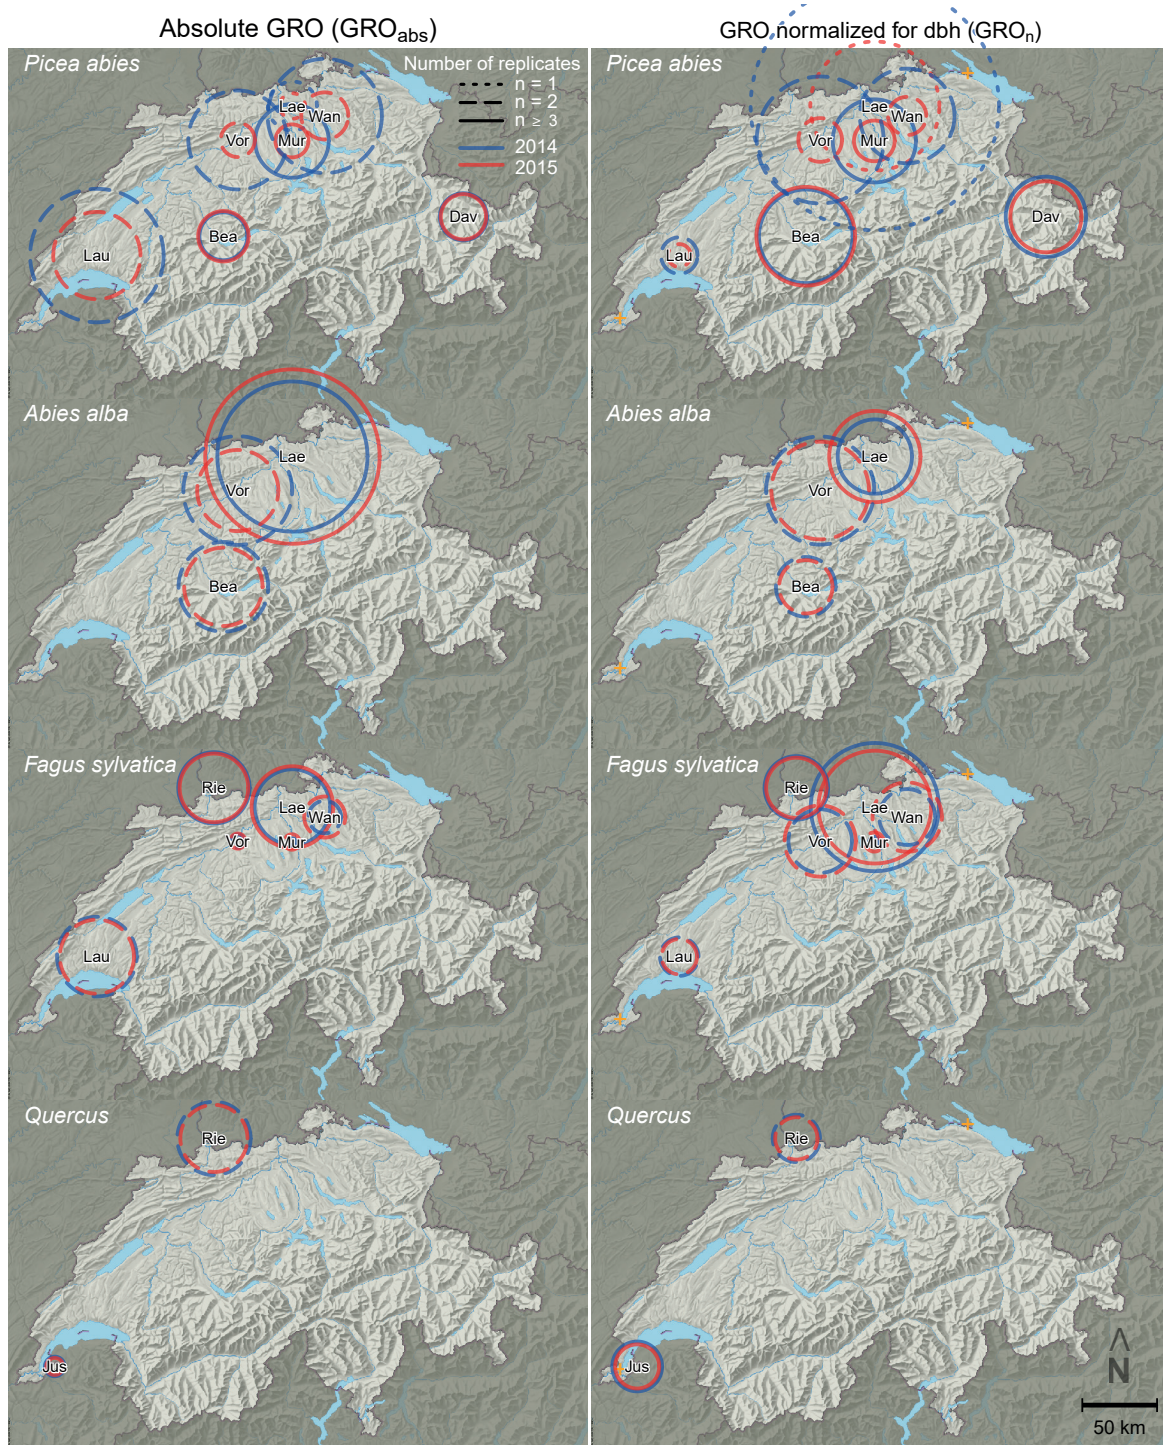 Absolute GRO (GROabs)
GRO normalized for dbh (GROn)
Picea abies
Number of replicates
n = 1
n = 2
n ≥ 3
2014
2015
Lae
Wan
Vor
Mur
Dav
Bea
Lau
Picea abies
Lae
Wan
Vor
Mur
Dav
Bea
Lau
Abies alba
Lae
Vor
Bea
Abies alba
Lae
Vor
Bea
Fagus sylvatica
Rie
Lae
Wan
Vor
Mur
Lau
Fagus sylvatica
Rie
Lae
Wan
Vor
Mur
Lau
Quercus
Rie
Jus
Quercus
Rie
Jus
N
50 km